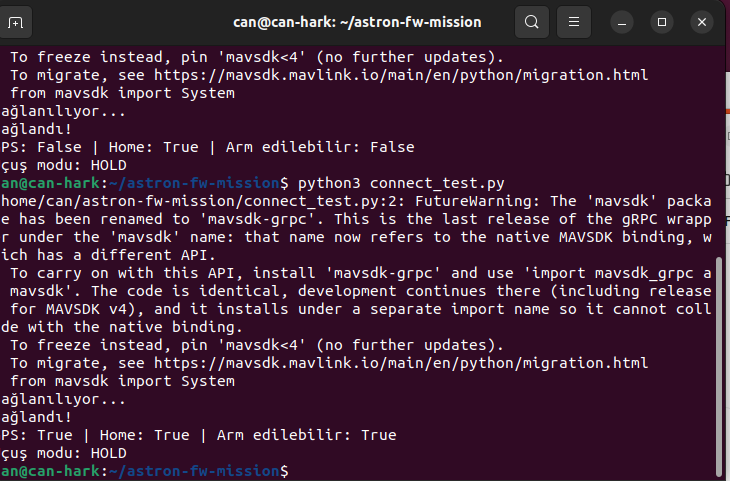 can@can-hark: ~/astron-fw-mission
To freeze instead, pin 'mavsdk<4' (no further updates).
To migrate, see https://mavsdk.mavlink.io/main/en/python/migration.html
from mavsdk import System
ağlanılıyor...
ağlandı!
PS: False | Home: True | Arm edilebilir: False
çuş modu: HOLD
an@can-hark:~/astron-fw-mission$ python3 connect_test.py
home/can/astron-fw-mission/connect_test.py:2: FutureWarning: The 'mavsdk' packa
e has been renamed to 'mavsdk-grpc'. This is the last release of the gRPC wrapp
r under the 'mavsdk' name: that name now refers to the native MAVSDK binding, w
ich has a different API.
To carry on with this API, install 'mavsdk-grpc' and use 'import mavsdk_grpc a
mavsdk'. The code is identical, development continues there (including release
for MAVSDK v4), and it installs under a separate import name so it cannot coll
de with the native binding.
To freeze instead, pin 'mavsdk<4' (no further updates).
To migrate, see https://mavsdk.mavlink.io/main/en/python/migration.html
from mavsdk import System
ağlanılıyor...
ağlandı!
PS: True | Home: True | Arm edilebilir: True
çuş modu: HOLD
an@can-hark:~/astron-fw-mission$